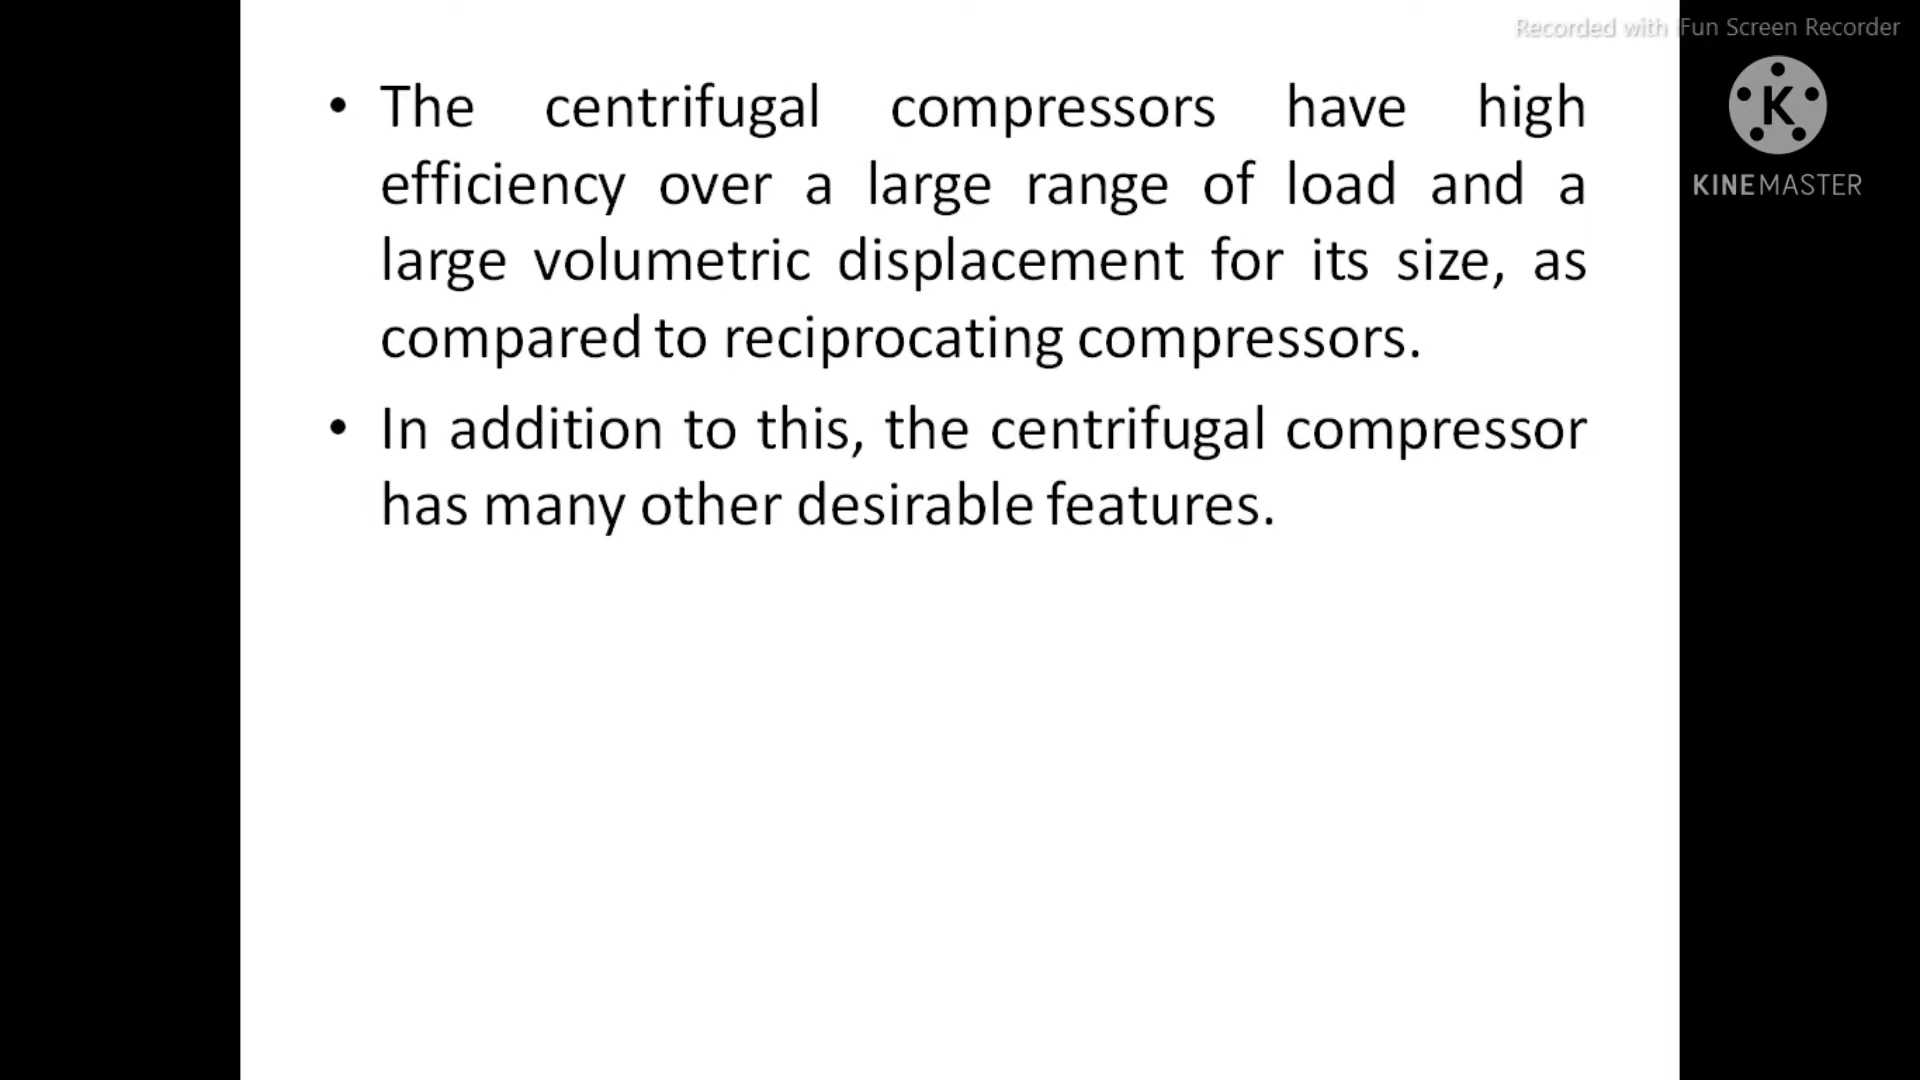 Recorded with iFun Screen Recorder
K
KINEMASTER
• The centrifugal compressors have high
efficiency over a large range of load and a
large volumetric displacement for its size, as
compared to reciprocating compressors.
• In addition to this, the centrifugal compressor
has many other desirable features.